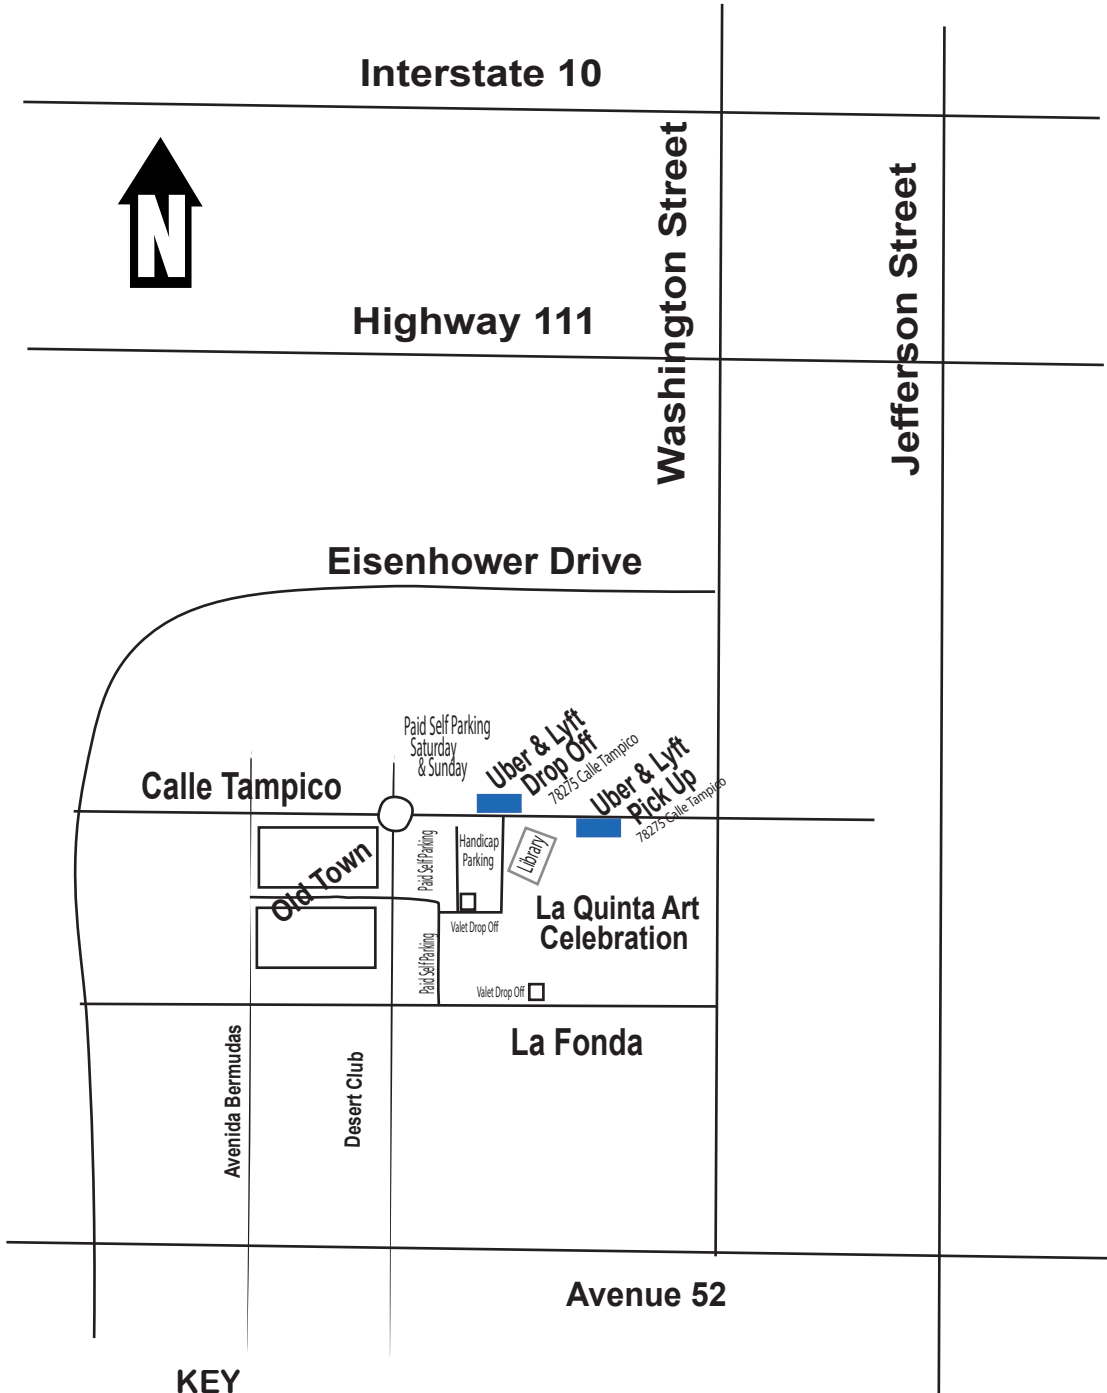 Interstate 10
N
Washington Street
Jefferson Street
Highway 111
Eisenhower Drive
Paid Self Parking
Saturday
& Sunday
Uber & Lyft
Drop Off
78275 Calle Tampico
Uber & Lyft
Pick Up
78275 Calle Tampico
Calle Tampico
Old Town
Paid Self Parking
Handicap
Parking
Library
La Quinta Art
Celebration
Valet Drop Off
Paid Self Parking
Valet Drop Off
La Fonda
Avenida Bermudas
Desert Club
Avenue 52
KEY